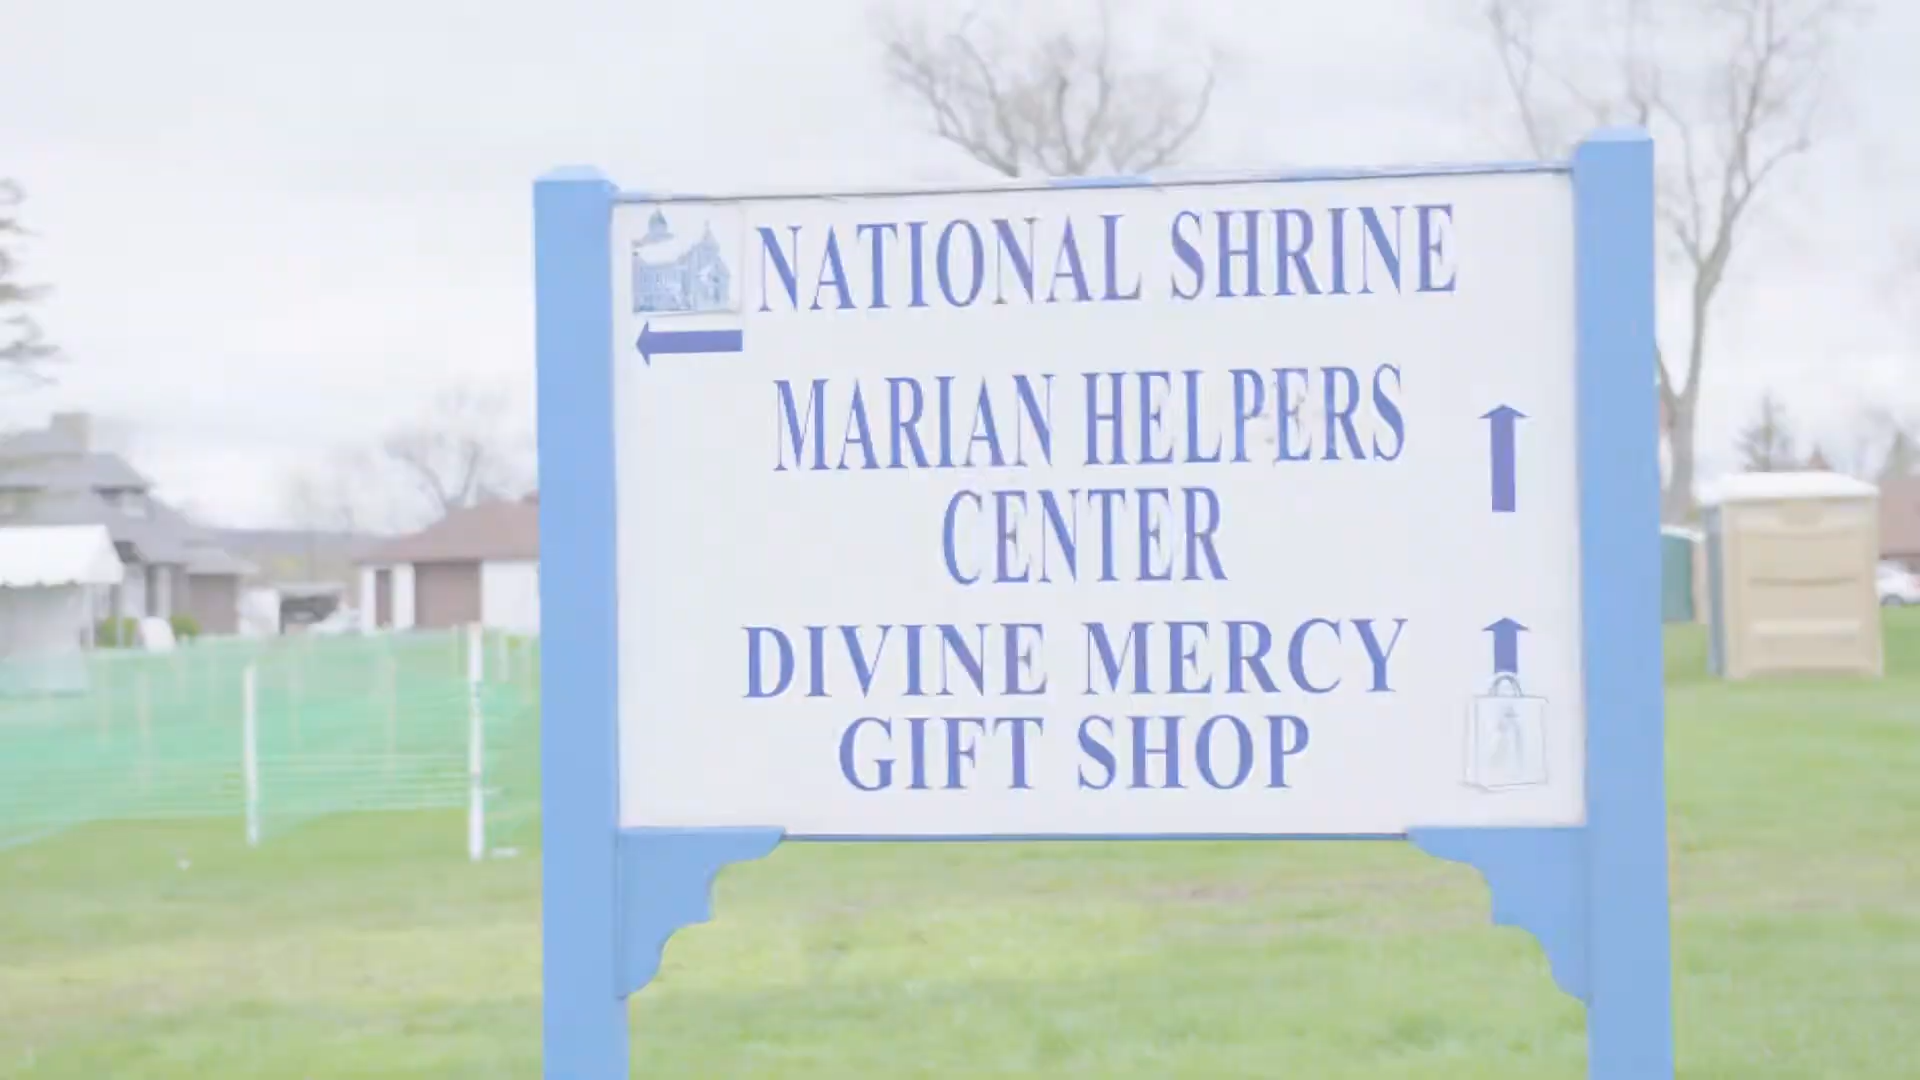 NATIONAL SHRINE
MARIAN HELPERS
CENTER
DIVINE MERCY
GIFT SHOP